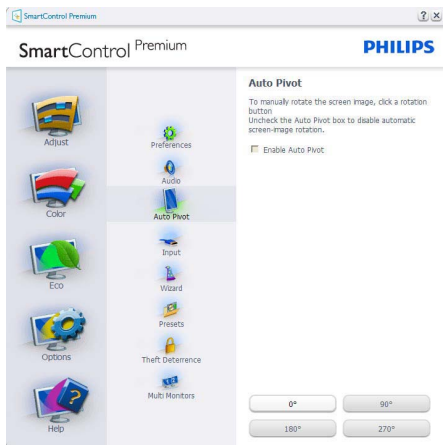 SmartControl Premium
? X
SmartControl Premium
PHILIPS
Adjust
Color
Eco
Options
Help
Preferences
Audio
Auto Pivot
Input
Wizard
Presets
Theft Deterrence
Multi Monitors
Auto Pivot
To manually rotate the screen image, click a rotation
button
Uncheck the Auto Pivot box to disable automatic
screen-image rotation.
Enable Auto Pivot
0°
90°
180°
270°